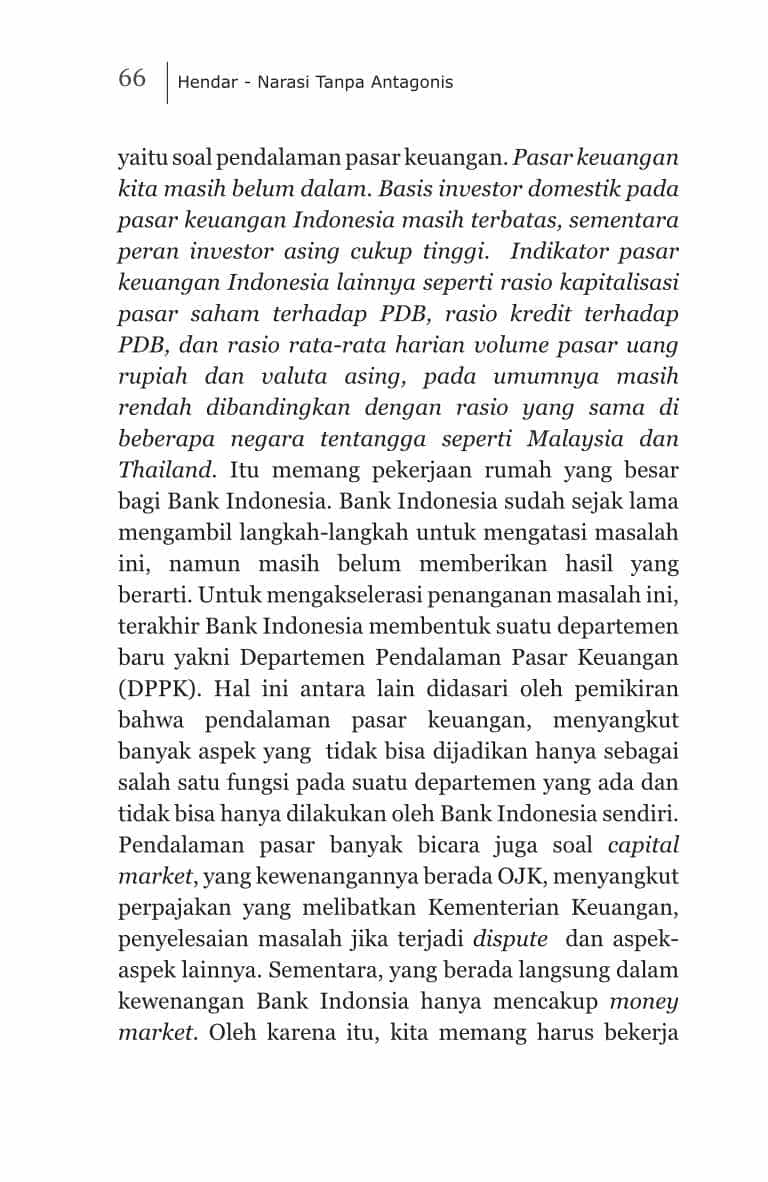 66
Hendar - Narasi Tanpa Antagonis
yaitu soal pendalaman pasar keuangan. Pasar keuangan
kita masih belum dalam. Basis investor domestik pada
pasar keuangan Indonesia masih terbatas, sementara
peran investor asing cukup tinggi.  Indikator pasar
keuangan Indonesia lainnya seperti rasio kapitalisasi
pasar saham terhadap PDB, rasio kredit terhadap
PDB, dan rasio rata-rata harian volume pasar uang
rupiah dan valuta asing, pada umumnya masih
rendah dibandingkan dengan rasio yang sama di
beberapa negara tentangga seperti Malaysia dan
Thailand. Itu memang pekerjaan rumah yang besar
bagi Bank Indonesia. Bank Indonesia sudah sejak lama
mengambil langkah-langkah untuk mengatasi masalah
ini, namun masih belum memberikan hasil yang
berarti. Untuk mengakselerasi penanganan masalah ini,
terakhir Bank Indonesia membentuk suatu departemen
baru yakni Departemen Pendalaman Pasar Keuangan
(DPPK). Hal ini antara lain didasari oleh pemikiran
bahwa pendalaman pasar keuangan, menyangkut
banyak aspek yang  tidak bisa dijadikan hanya sebagai
salah satu fungsi pada suatu departemen yang ada dan
tidak bisa hanya dilakukan oleh Bank Indonesia sendiri.
Pendalaman pasar banyak bicara juga soal capital
market, yang kewenangannya berada OJK, menyangkut
perpajakan yang melibatkan Kementerian Keuangan,
penyelesaian masalah jika terjadi dispute  dan aspek-
aspek lainnya. Sementara, yang berada langsung dalam
kewenangan Bank Indonsia hanya mencakup money
market. Oleh karena itu, kita memang harus bekerja